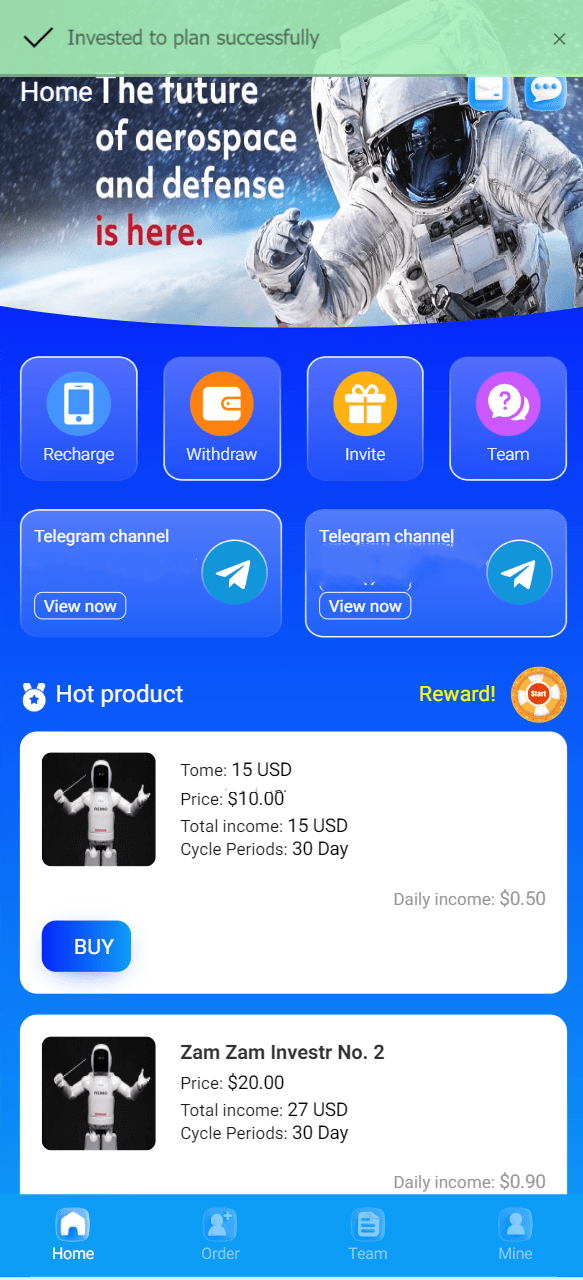 Invested to plan successfully
Home
The future
of aerospace
and defense
is here.
Recharge
Withdraw
Invite
Team
Telegram channel
View now
Telegram channel
View now
Hot product
Reward!
Start
Tome: 15 USD
Price: $10.00
Total income: 15 USD
Cycle Periods: 30 Day
Daily income: $0.50
BUY
Zam Zam Investr No. 2
Price: $20.00
Total income: 27 USD
Cycle Periods: 30 Day
Daily income: $0.90
Home
Order
Team
Mine